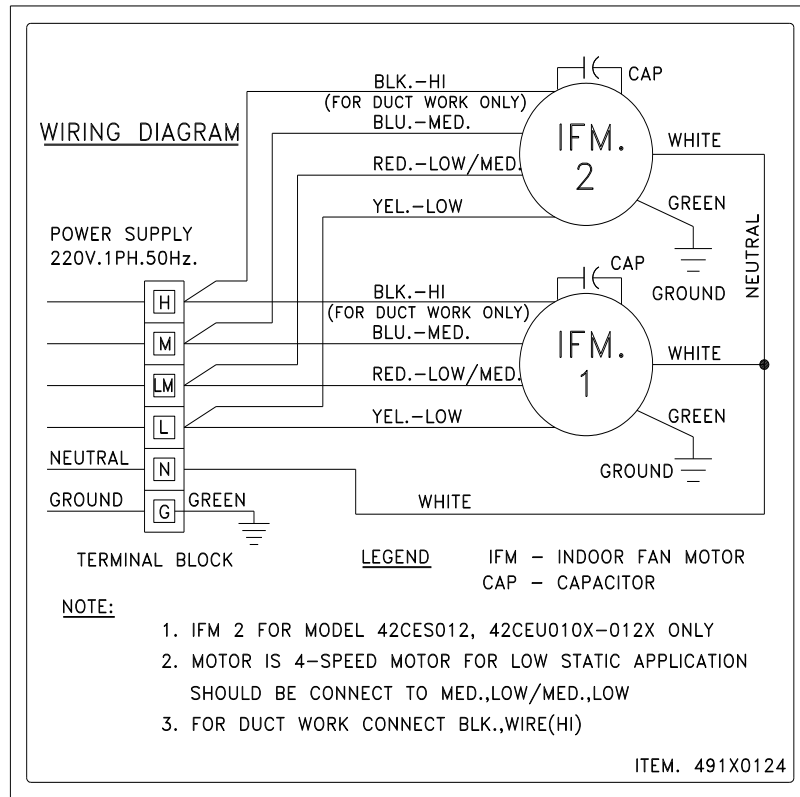 WIRING DIAGRAM
CAP
BLK.-HI
(FOR DUCT WORK ONLY)
BLU.-MED.
RED.-LOW/MED.
YEL.-LOW
IFM.
2
WHITE
GREEN
GROUND
NEUTRAL
POWER SUPPLY
220V.1PH.50Hz.
CAP
BLK.-HI
(FOR DUCT WORK ONLY)
BLU.-MED.
RED.-LOW/MED.
YEL.-LOW
IFM.
1
WHITE
GREEN
GROUND
H
M
LM
L
NEUTRAL
N
GROUND
G
GREEN
WHITE
TERMINAL BLOCK
LEGEND
IFM - INDOOR FAN MOTOR
CAP - CAPACITOR
NOTE:
1. IFM 2 FOR MODEL 42CES012, 42CEU010X-012X ONLY
2. MOTOR IS 4-SPEED MOTOR FOR LOW STATIC APPLICATION
SHOULD BE CONNECT TO MED.,LOW/MED.,LOW
3. FOR DUCT WORK CONNECT BLK.,WIRE(HI)
ITEM. 491X0124